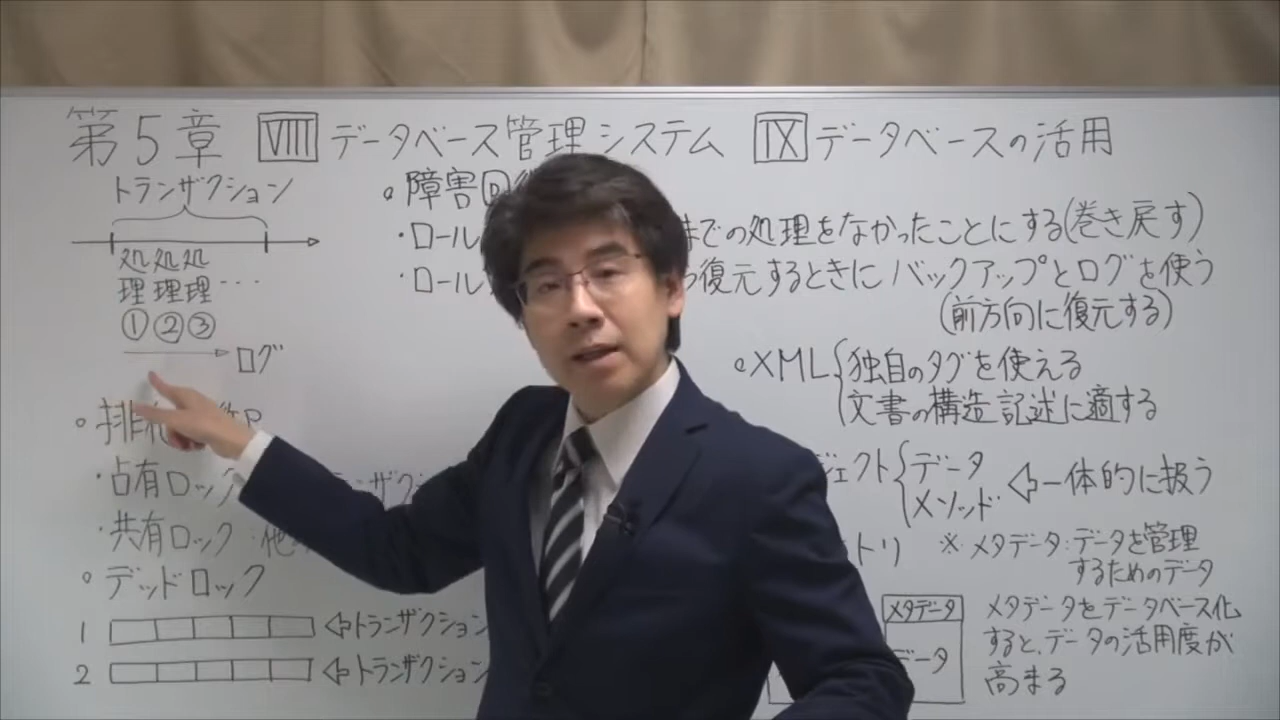 第5章 VIII データベース管理システム IX データベースの活用
トランザクション
処理 処理 処理 ・・・
① ② ③
ログ
・障害回
・ロール
までの処理をなかったことにする(巻き戻す)
・ロール
復元するときにバックアップとログを使う
(前方向に復元する)
・XML
独自のタグを使える
文書の構造記述に適する
・排他
・占有ロック
・共有ロック:他
・デッドロック
1 ⇦トランザクション
2 ⇦トランザクション
ジェクト
データ
メソッド
⇦一体的に扱う
トリ ※メタデータ:データを管理
するためのデータ
メタデータ
データ
メタデータをデータベース化
すると、データの活用度が
高まる